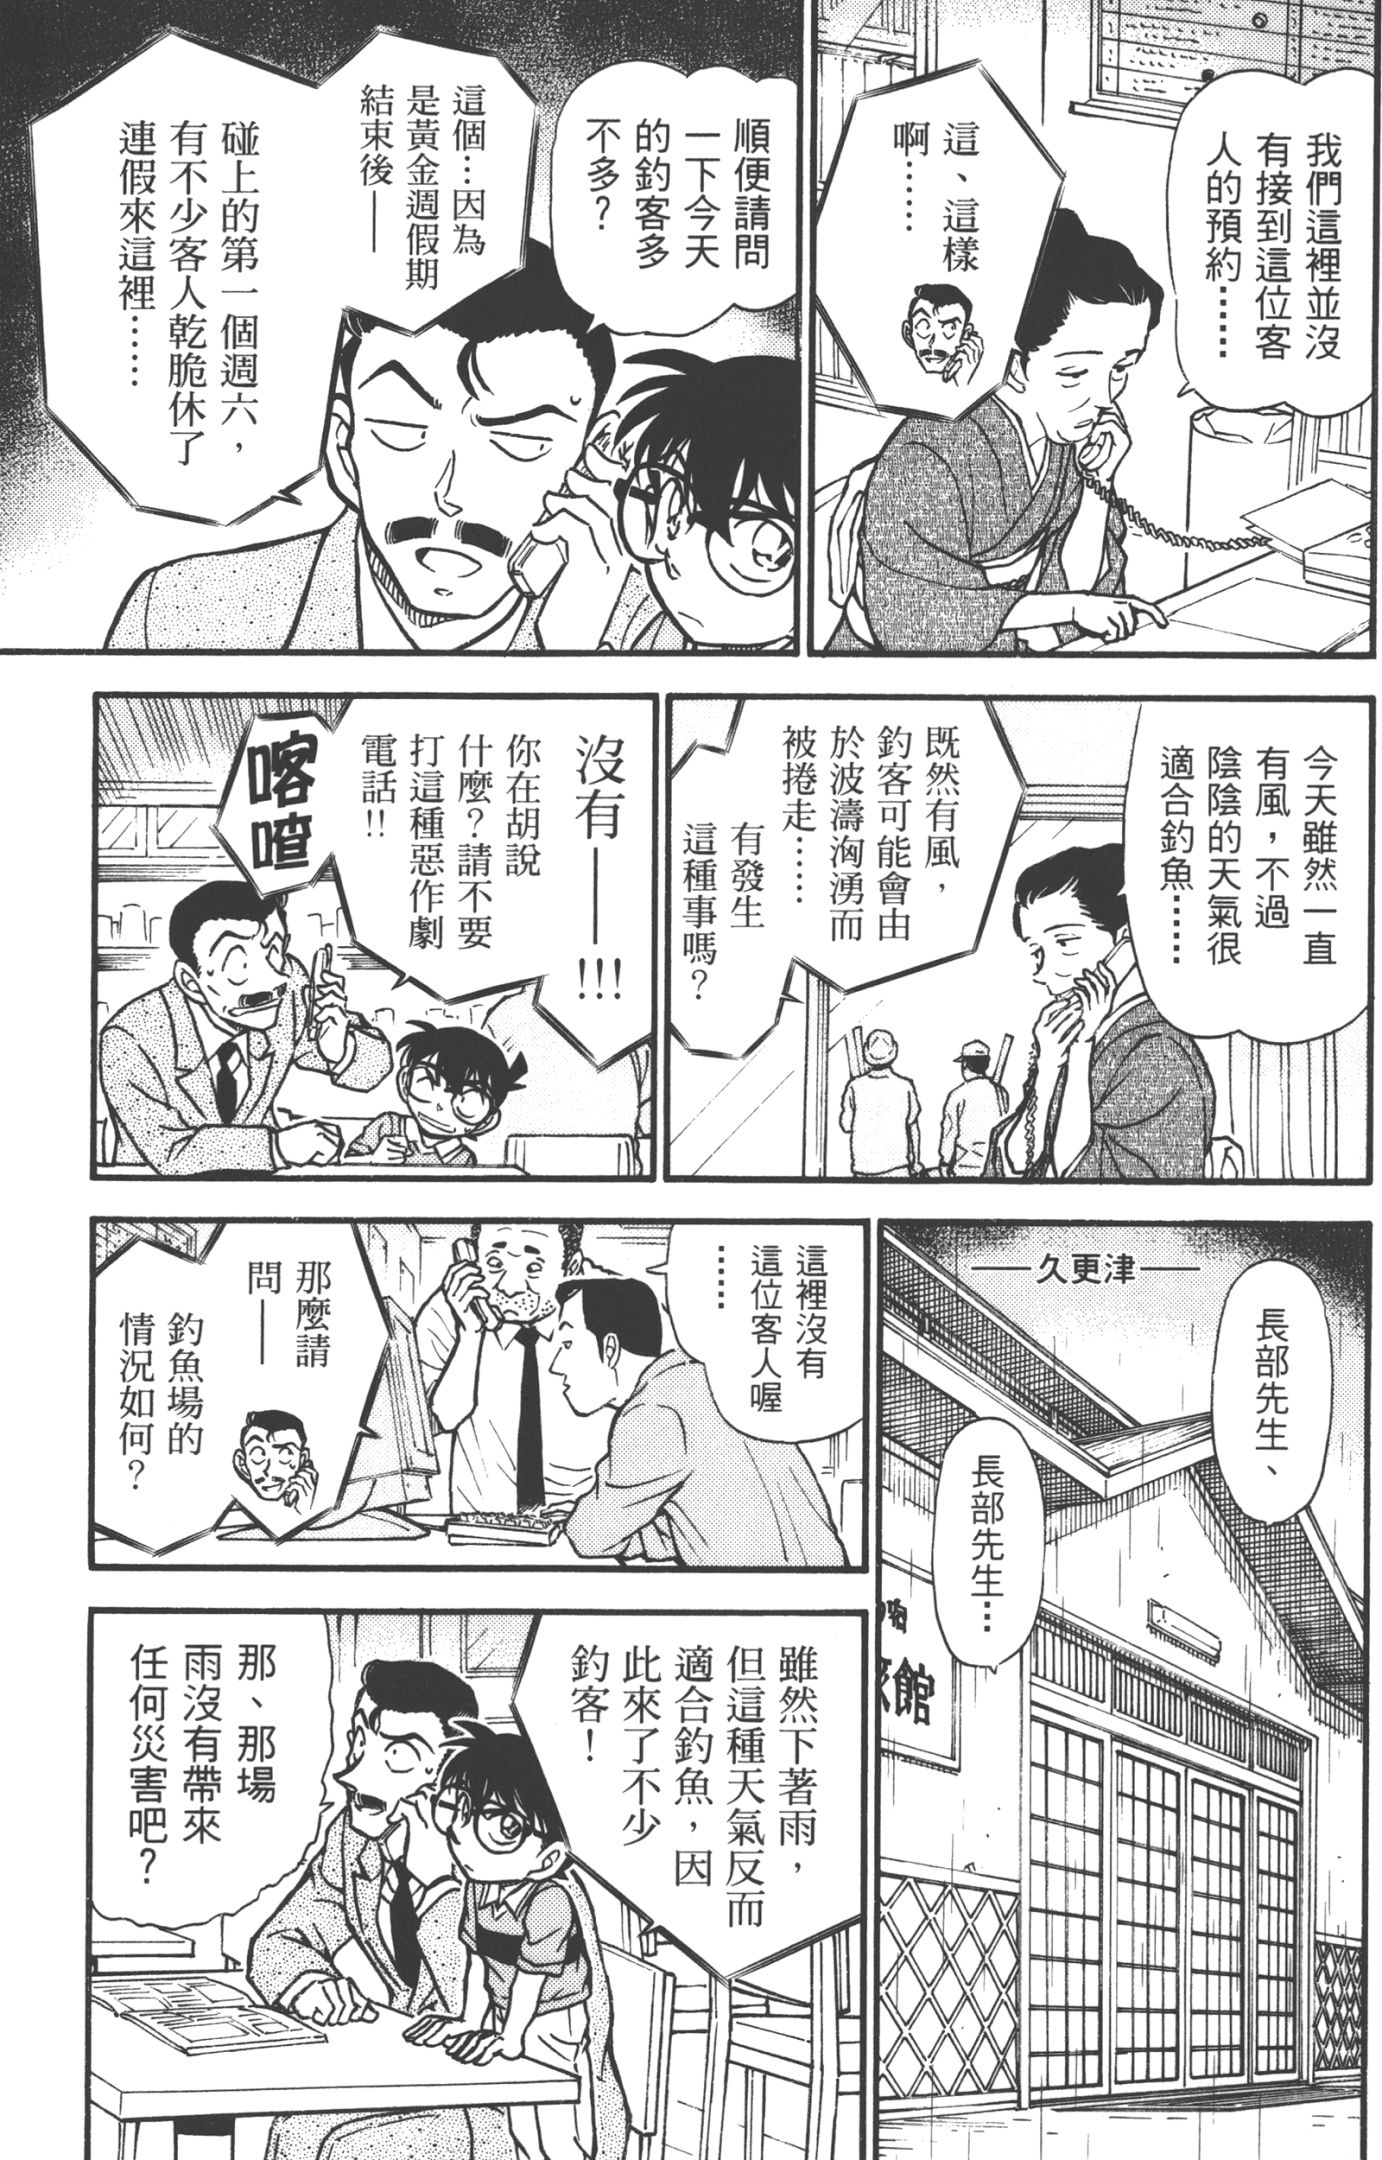 我們這裡並沒
有接到這位客
人的預約……
這、這樣
啊……
順便請問
一下今天
的釣客多
不多？
這個…因為
是黃金週假期
結束後——
碰上的第一個週六，
有不少客人乾脆休了
連假來這裡……
今天雖然一直
有風，不過
陰陰的天氣很
適合釣魚……
既然有風，
釣客可能會由
於波濤洶湧而
被捲走……
有發生
這種事嗎？
沒有——!!!
你在胡說
什麼？請不要
打這種惡作劇
電話!!
喀喳
——久更津——
長部先生、
長部先生…
旅館
這裡沒有
這位客人喔
……
那麼請
問——
釣魚場的
情況如何？
雖然下著雨，
但這種天氣反而
適合釣魚，因
此來了不少
釣客！
那、那場
雨沒有帶來
任何災害吧？